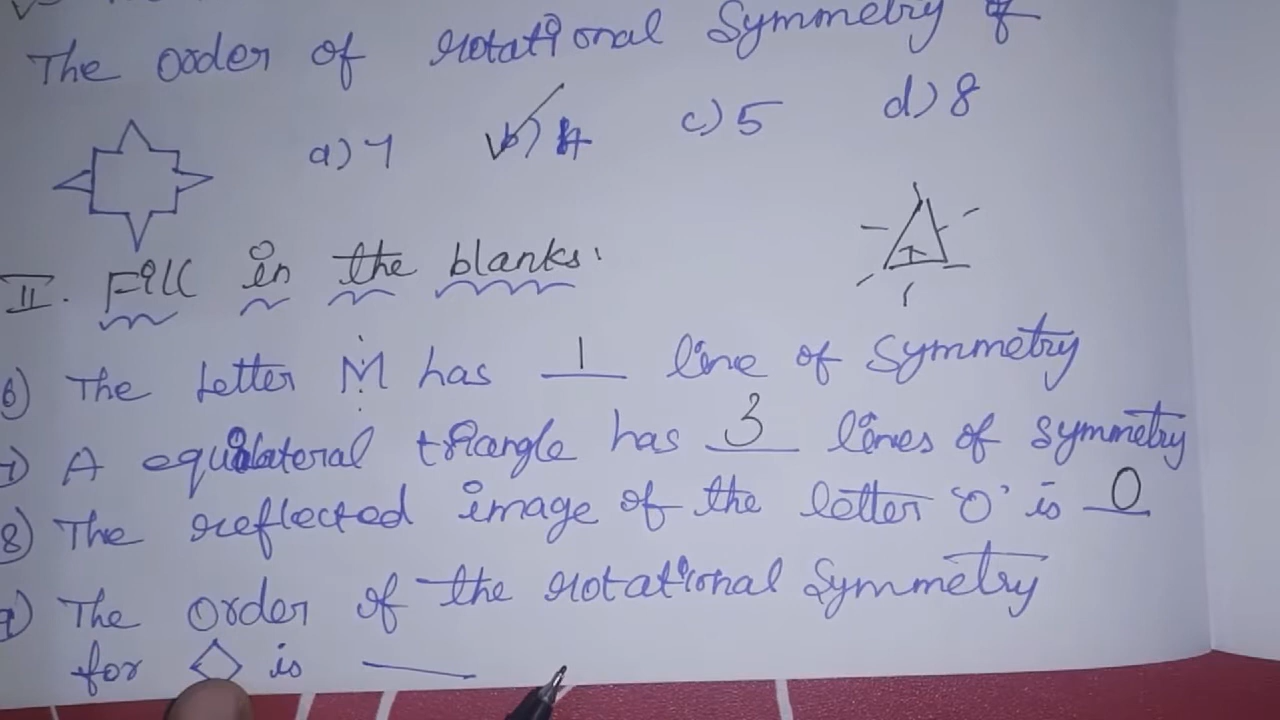 The order of rotational Symmetry of
a) 1 b) 4 c) 5 d) 8
II. Fill in the blanks:
6) The Letter M has 1 line of Symmetry
7) A equilateral triangle has 3 lines of symmetry
8) The reflected image of the letter 'O' is O
9) The order of the rotational Symmetry
for is